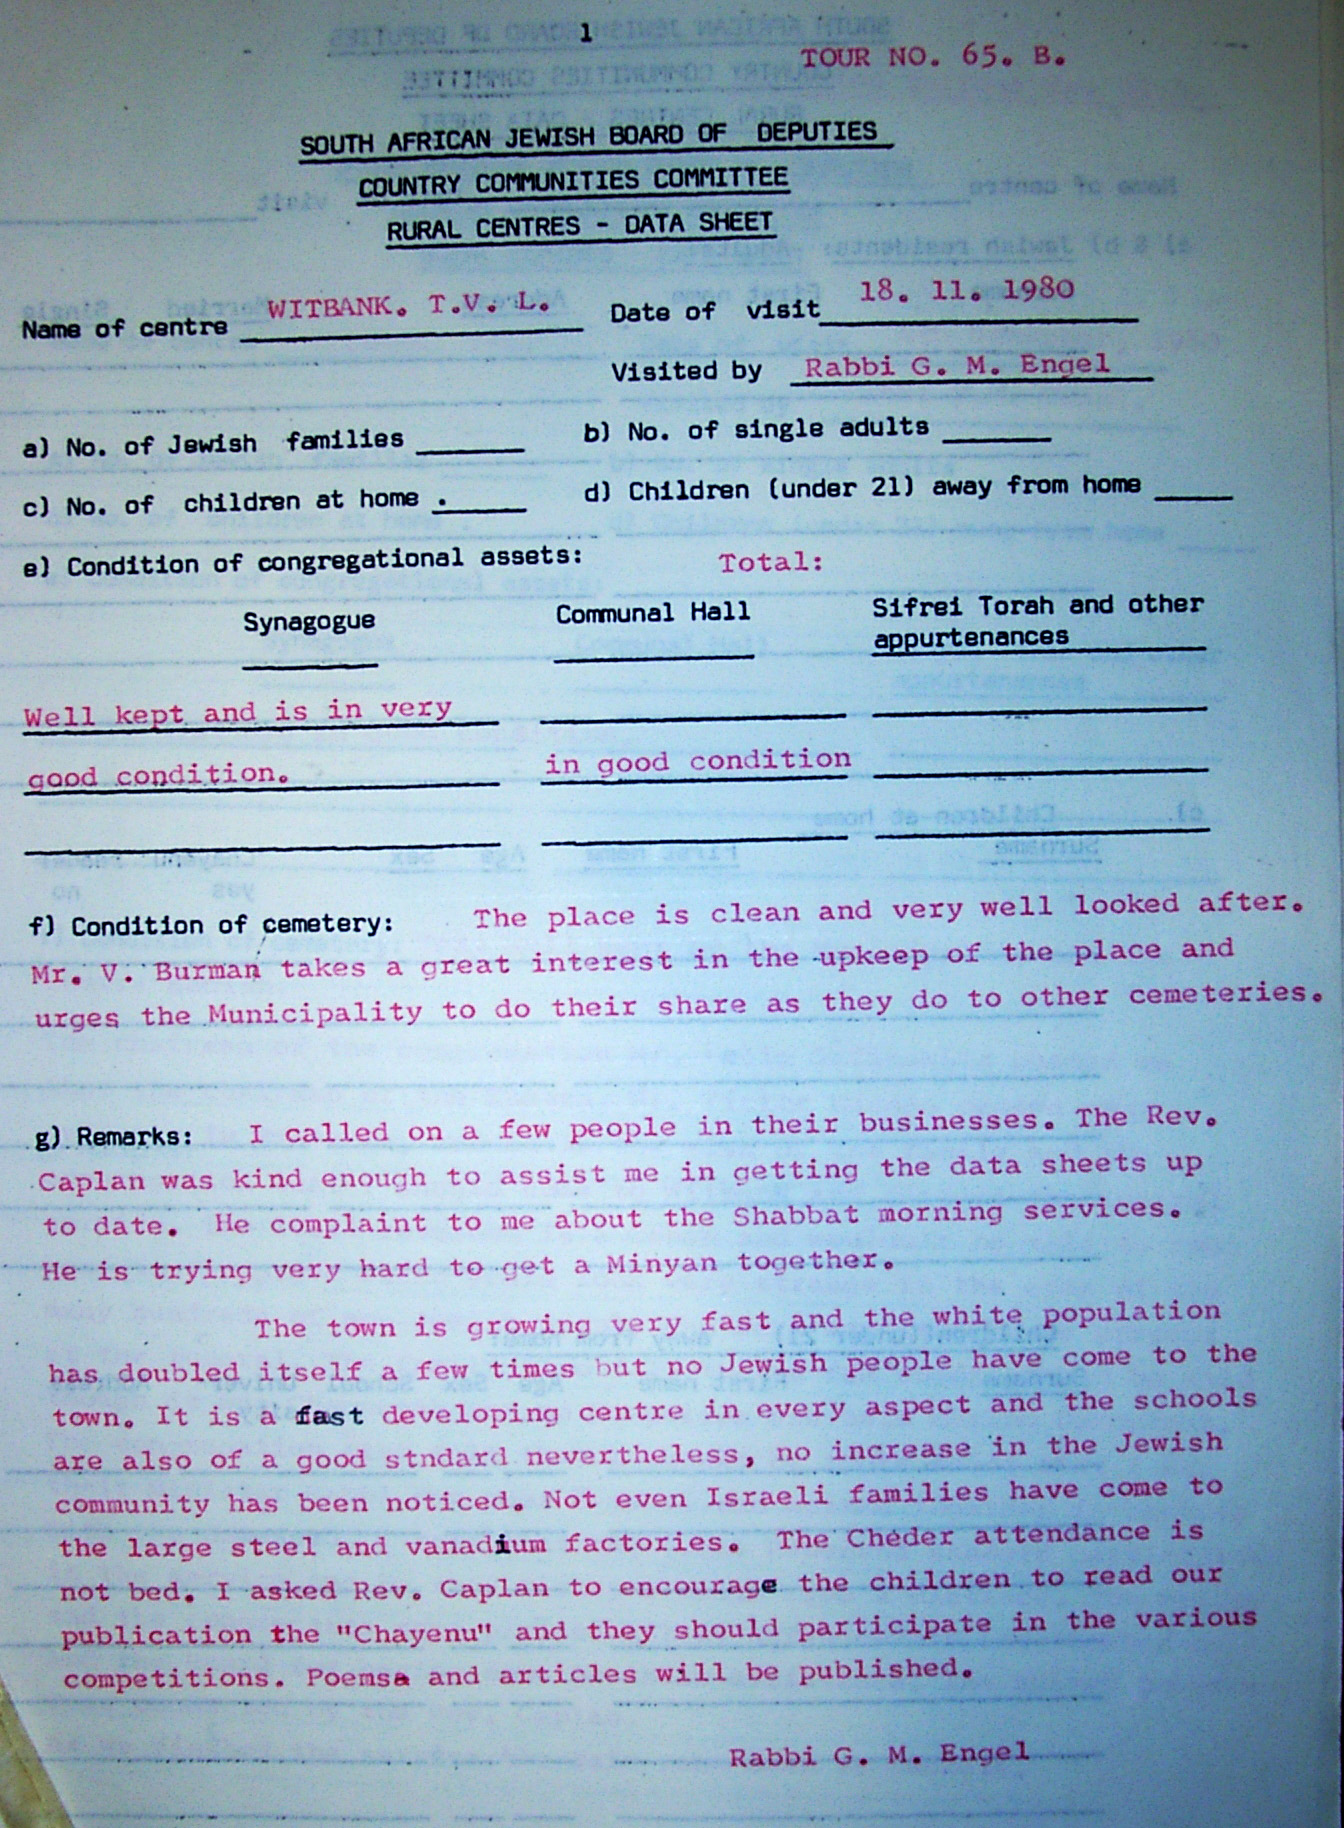 1
TOUR NO. 65. B.
SOUTH AFRICAN JEWISH BOARD OF DEPUTIES
COUNTRY COMMUNITIES COMMITTEE
RURAL CENTRES - DATA SHEET
Name of centre WITBANK. T.V. L. Date of visit 18. 11. 1980
Visited by Rabbi G. M. Engel
a) No. of Jewish families ______ b) No. of single adults ______
c) No. of children at home . _____ d) Children (under 21) away from home ____
e) Condition of congregational assets: Total:
Synagogue Communal Hall Sifrei Torah and other
appurtenances
Well kept and is in very
good condition. in good condition
f) Condition of cemetery: The place is clean and very well looked after.
Mr. V. Burman takes a great interest in the upkeep of the place and
urges the Municipality to do their share as they do to other cemeteries.
g) Remarks: I called on a few people in their businesses. The Rev.
Caplan was kind enough to assist me in getting the data sheets up
to date. He complaint to me about the Shabbat morning services.
He is trying very hard to get a Minyan together.
The town is growing very fast and the white population
has doubled itself a few times but no Jewish people have come to the
town. It is a fast developing centre in every aspect and the schools
are also of a good stndard nevertheless, no increase in the Jewish
community has been noticed. Not even Israeli families have come to
the large steel and vanadium factories. The Cheder attendance is
not bed. I asked Rev. Caplan to encourage the children to read our
publication the "Chayenu" and they should participate in the various
competitions. Poemsa and articles will be published.
Rabbi G. M. Engel